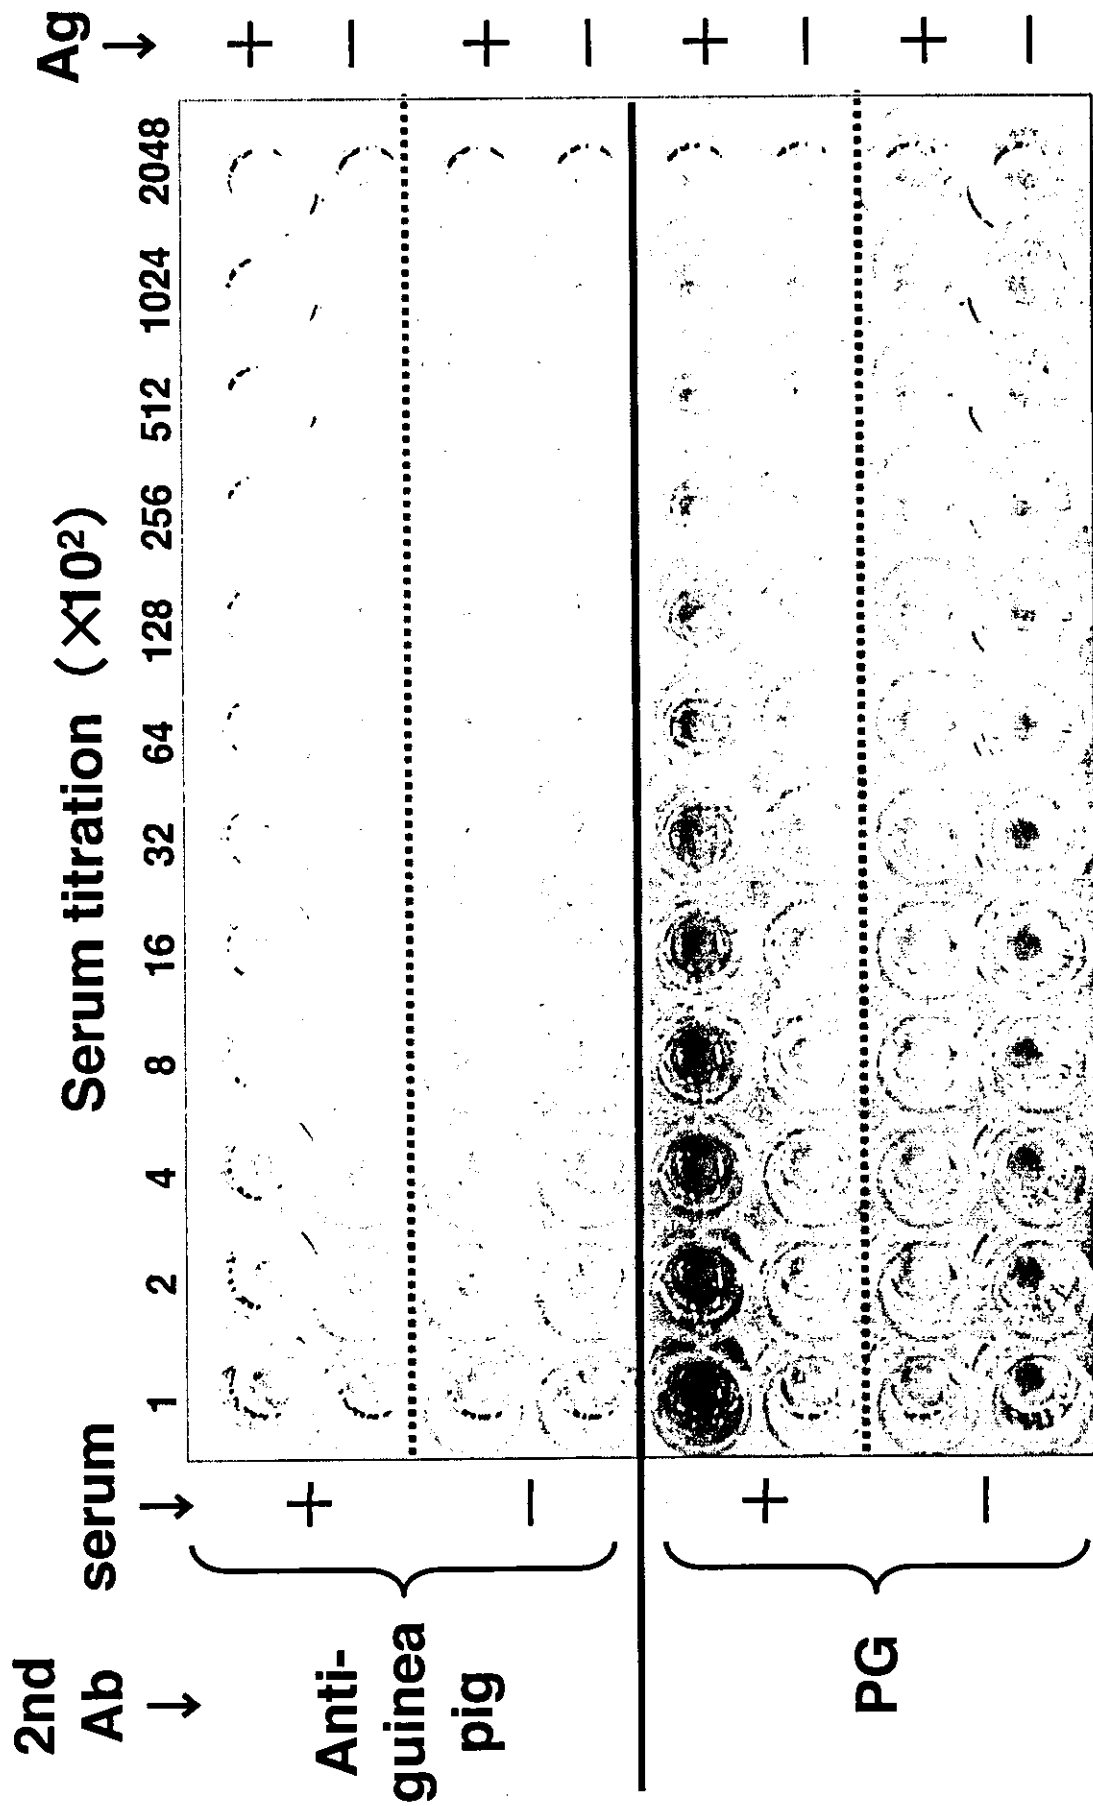 Serum titration (×10²)
2nd
Ab serum
↓ ↓
1 2 4 8 16 32 64 128 256 512 1024 2048
Ag
↓
Anti-
guinea
pig
+
+
−
−
+
−
PG
+
+
−
−
+
−